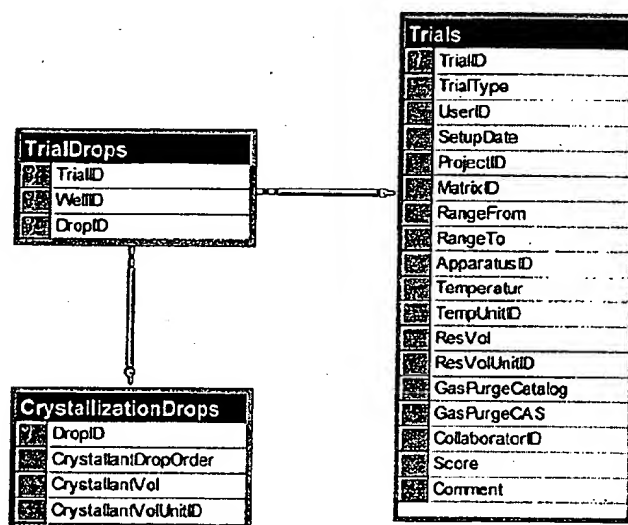 Trials
TrialID
TrialType
UserID
SetupDate
ProjectID
MatrixID
RangeFrom
RangeTo
ApparatusID
Temperatur
TempUnitID
ResVol
ResVolUnitID
GasPurgeCatalog
GasPurgeCAS
CollaboratorID
Score
Comment
TrialDrops
TrialID
WellID
DropID
CrystallizationDrops
DropID
CrystallantDropOrder
CrystallantVol
CrystallantVolUnitID